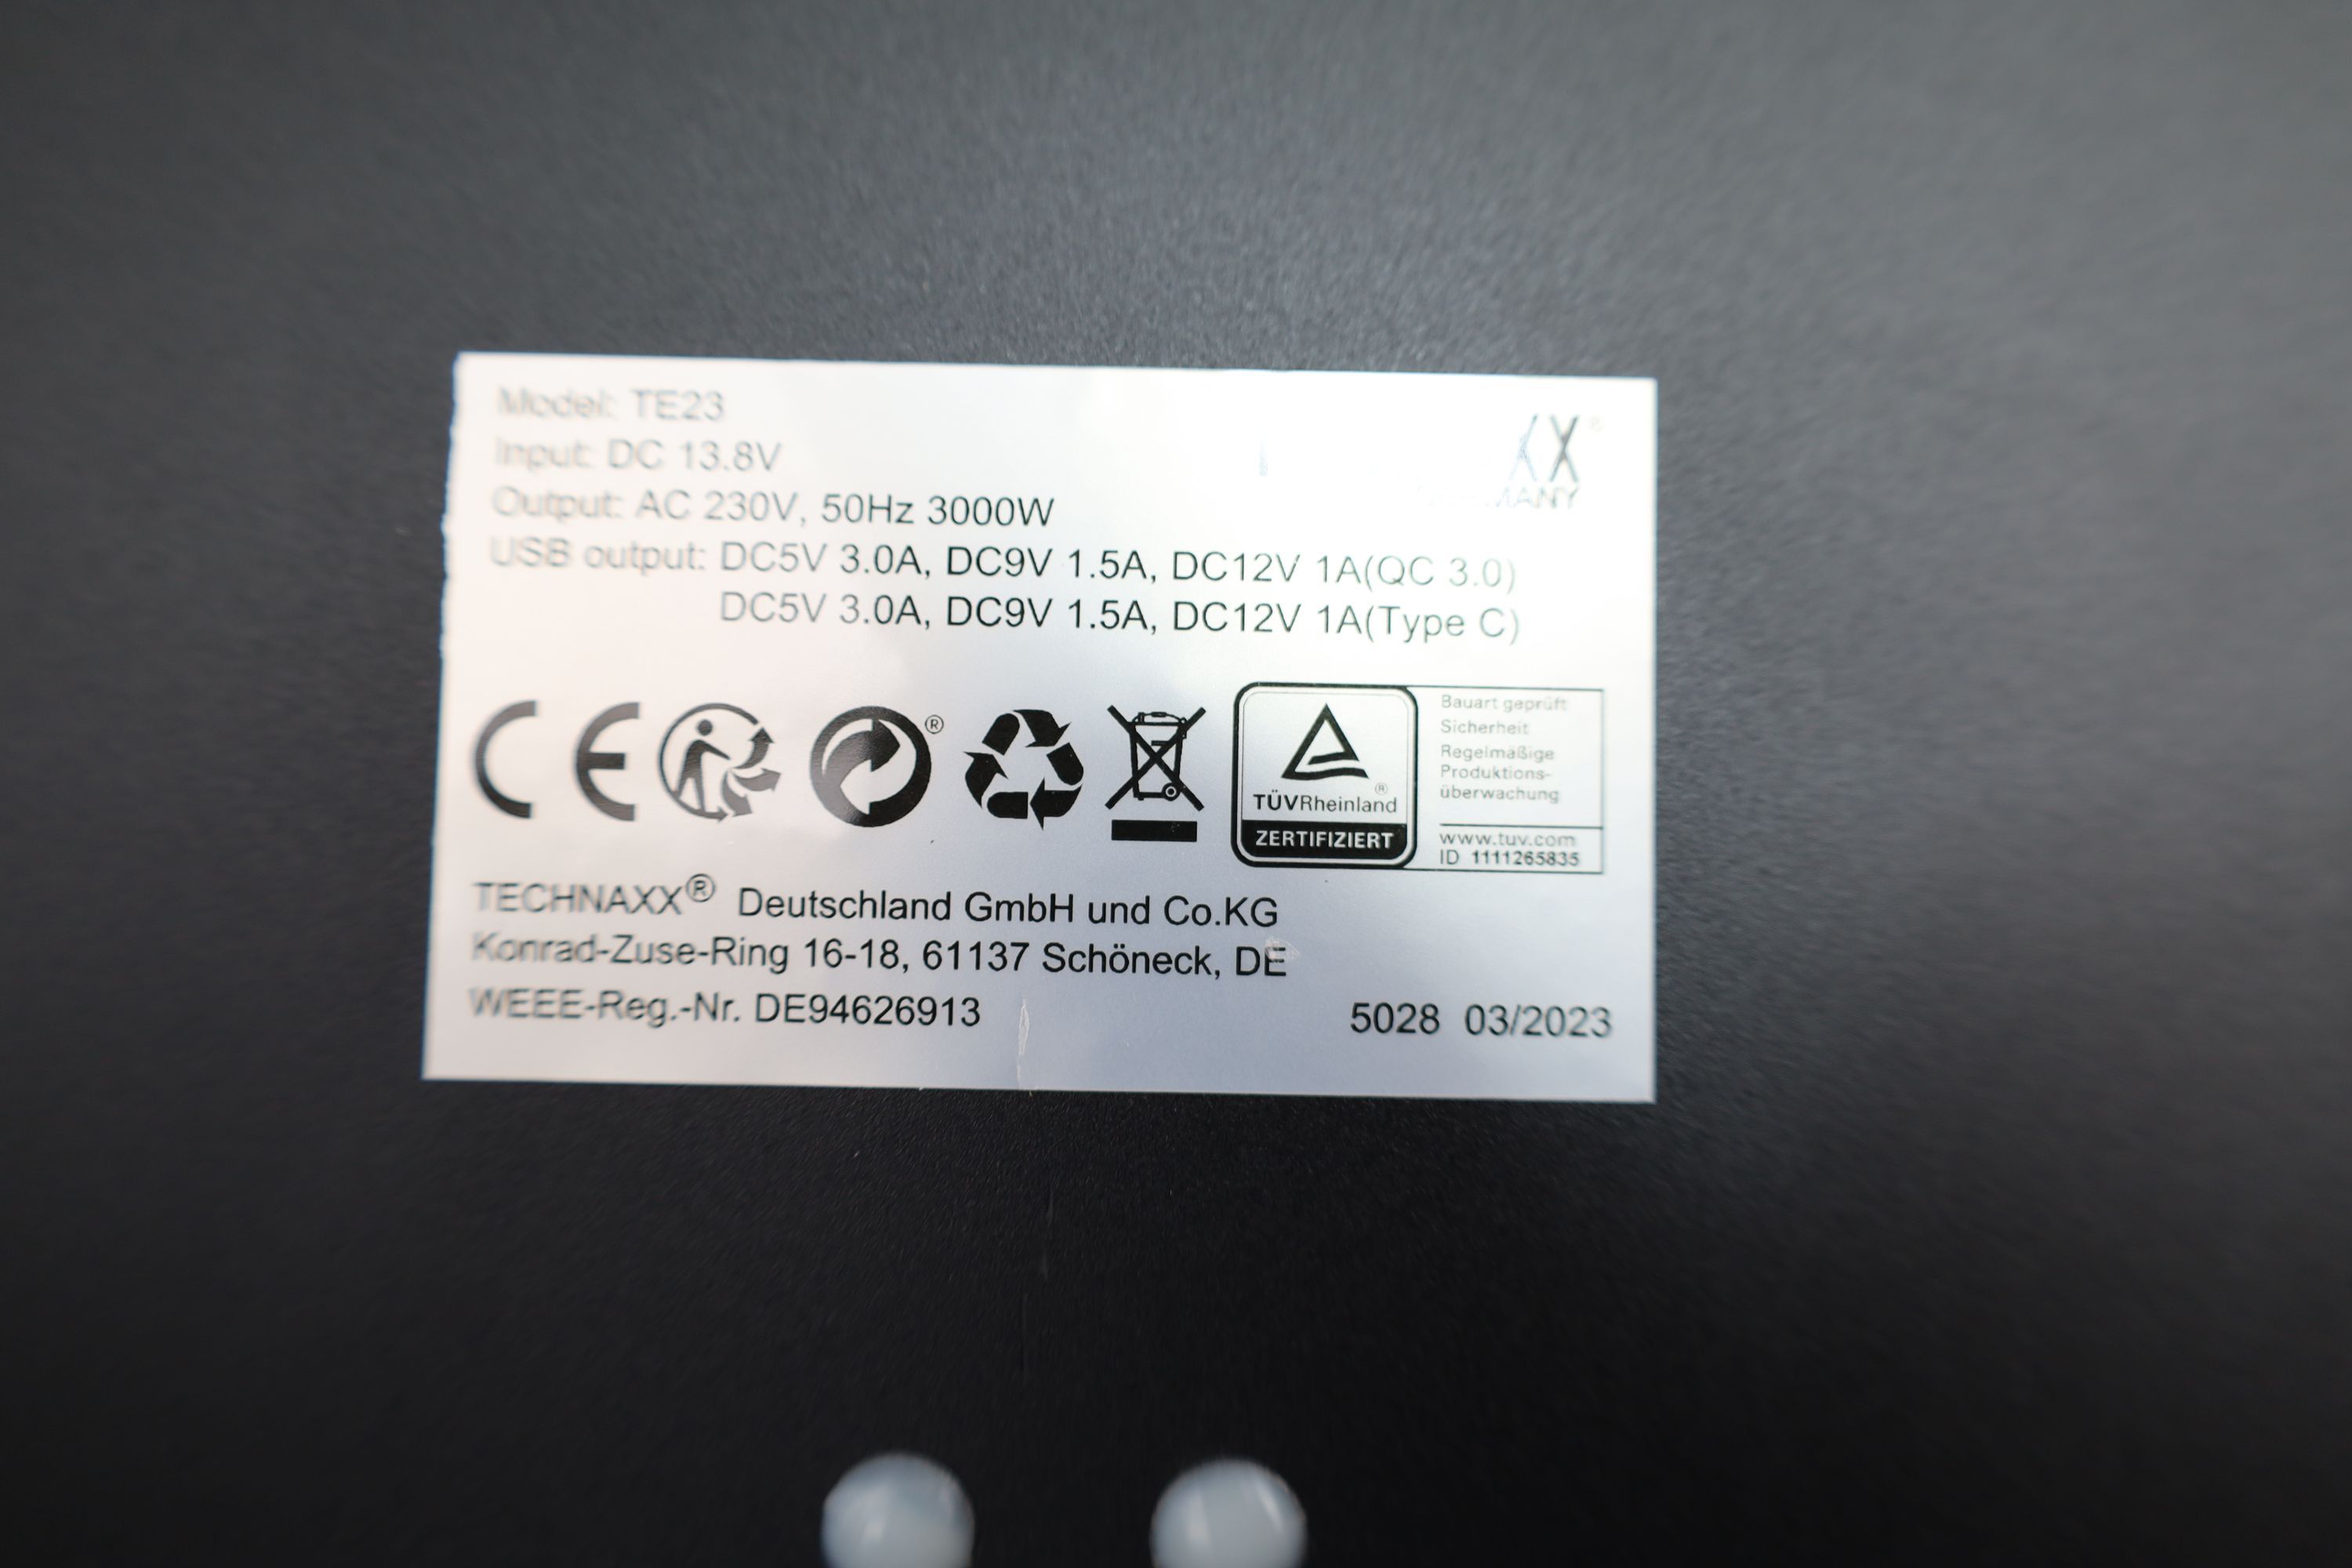 Model: TE23
Input: DC 13.8V
Output: AC 230V, 50Hz 3000W
USB output: DC5V 3.0A, DC9V 1.5A, DC12V 1A(QC 3.0)
DC5V 3.0A, DC9V 1.5A, DC12V 1A(Type C)
CE
®
TÜVRheinland®
ZERTIFIZIERT
Bauart geprüft
Sicherheit
Regelmäßige
Produktions-
überwachung
www.tuv.com
ID 1111265835
TECHNAXX® Deutschland GmbH und Co.KG
Konrad-Zuse-Ring 16-18, 61137 Schöneck, DE
WEEE-Reg.-Nr. DE94626913
5028 03/2023